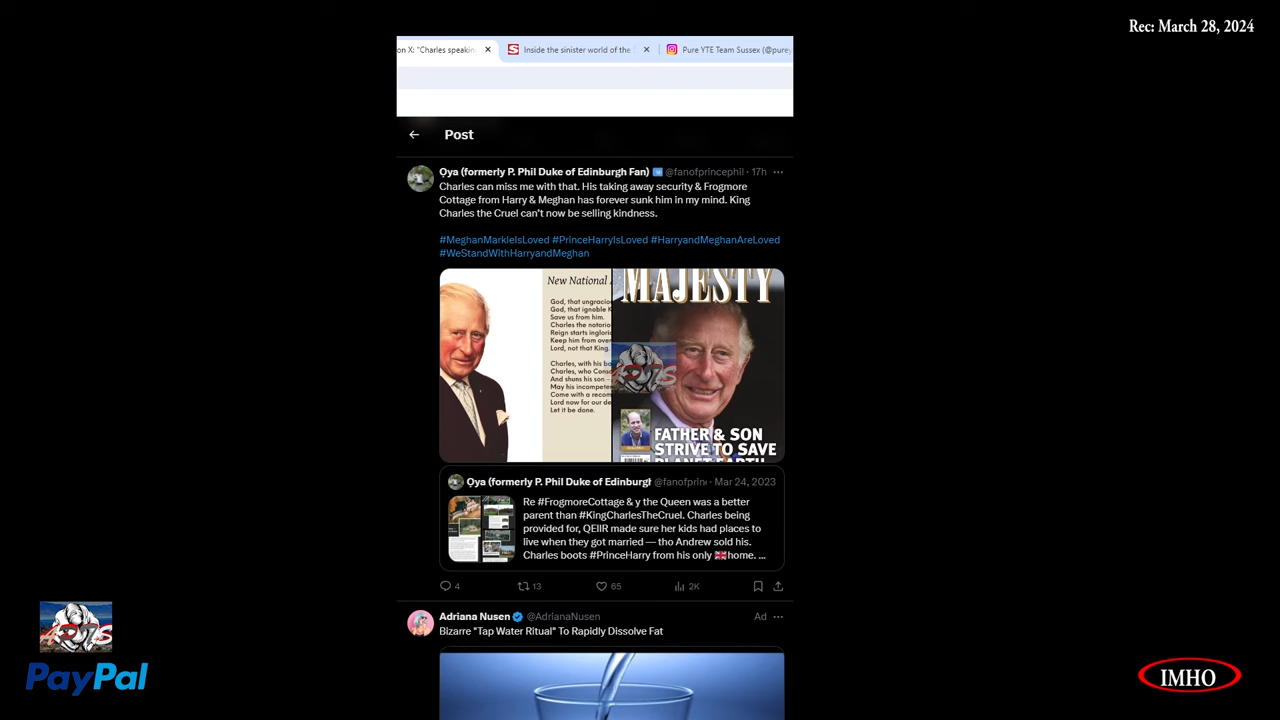 Rec: March 28, 2024
on X: "Charles speakin
Inside the sinister world of the
Pure YTE Team Sussex (@purey
Post
Ọya (formerly P. Phil Duke of Edinburgh Fan) @fanofprincephil · 17h
Charles can miss me with that. His taking away security & Frogmore
Cottage from Harry & Meghan has forever sunk him in my mind. King
Charles the Cruel can't now be selling kindness.
#MeghanMarkleIsLoved #PrinceHarryIsLoved #HarryandMeghanAreLoved
#WeStandWithHarryandMeghan
New National
God, that ungracio
God, that ignoble K
Save us from him.
Charles the notorio
Reign starts inglori
Keep him from over
Lord, not that King.
Charles, with his ba
Charles, who Cons
And shuns his son
May his incompete
Come with a recom
Lord now for our de
Let it be done.
MAJESTY
FATHER & SON
STRIVE TO SAVE
PLANET EARTH
Ọya (formerly P. Phil Duke of Edinburgh @fanofprin · Mar 24, 2023
Re #FrogmoreCottage & y the Queen was a better
parent than #KingCharlesTheCruel. Charles being
provided for, QEIIR made sure her kids had places to
live when they got married — tho Andrew sold his.
Charles boots #PrinceHarry from his only 🇬🇧home. ...
4
13
65
2K
Adriana Nusen @AdrianaNusen
Ad
Bizarre "Tap Water Ritual" To Rapidly Dissolve Fat
PayPal
IMHO